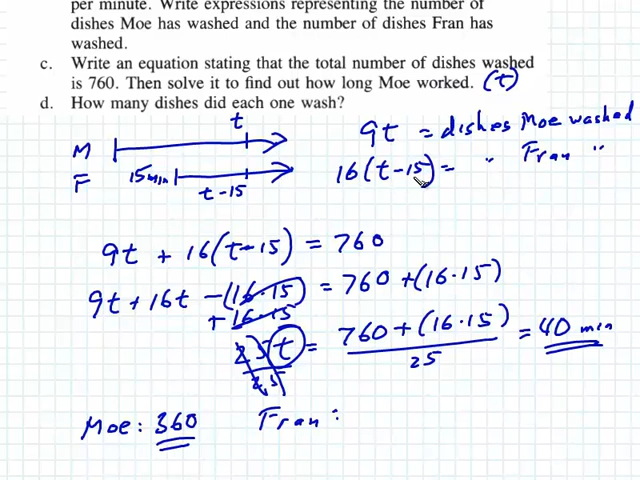 per minute. Write expressions representing the number of
dishes Moe has washed and the number of dishes Fran has
washed.
c. Write an equation stating that the total number of dishes washed
is 760. Then solve it to find out how long Moe worked. (t)
d. How many dishes did each one wash?
t
M
9t = dishes Moe washed
F 15min t-15
16(t-15) = " Fran "
9t + 16(t-15) = 760
9t + 16t - (16·15) = 760 + (16·15)
+ 16·15
25t = 760 + (16·15) = 40 min
25 25
Moe: 360 Fran: